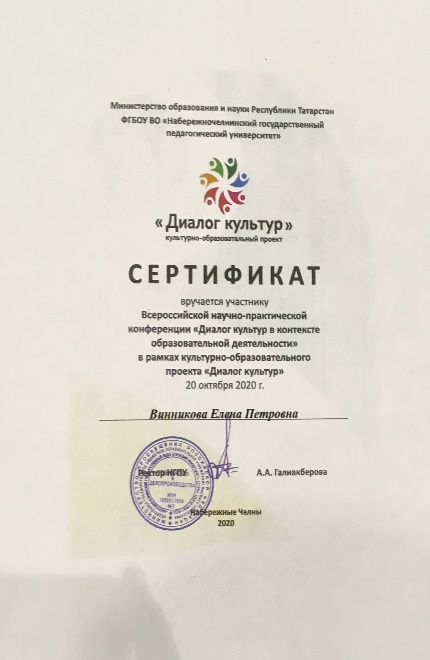 Министерство образования и науки Республики Татарстан
ФГБОУ ВО «Набережночелнинский государственный
педагогический университет»
«Диалог культур»
культурно-образовательный проект
СЕРТИФИКАТ
вручается участнику
Всероссийской научно-практической
конференции «Диалог культур в контексте
образовательной деятельности»
в рамках культурно-образовательного
проекта «Диалог культур»
20 октября 2020 г.
Винникова Елена Петровна
Ректор НГПУ
А.А. Галиакберова
ДЕЛОПРОИЗВОДСТВА
Набережные Челны
2020